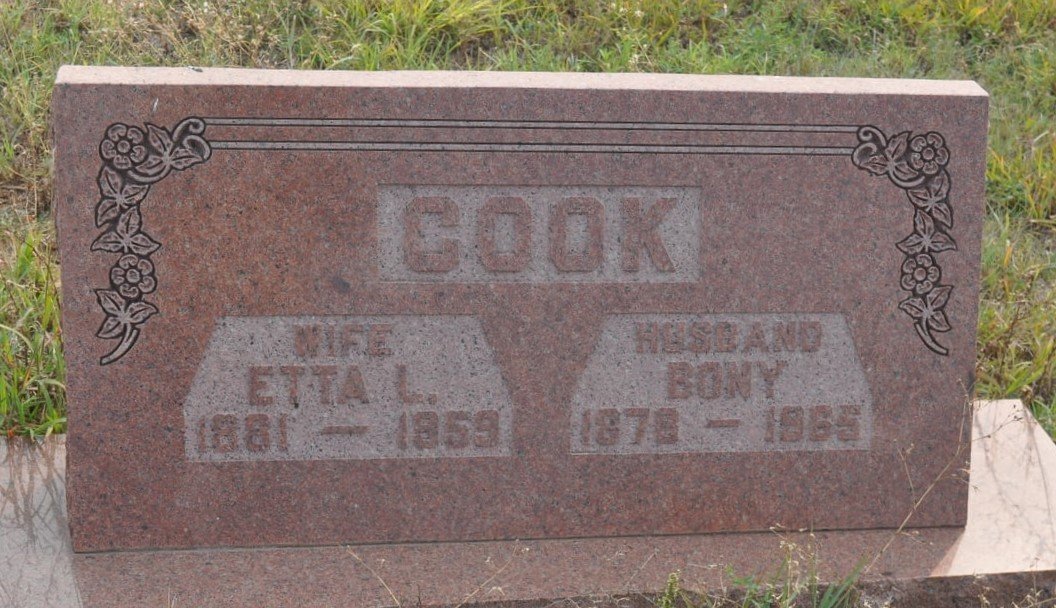 COOK
WIFE
ETTA L.
1881 — 1959
HUSBAND
BONY
1878 — 1965